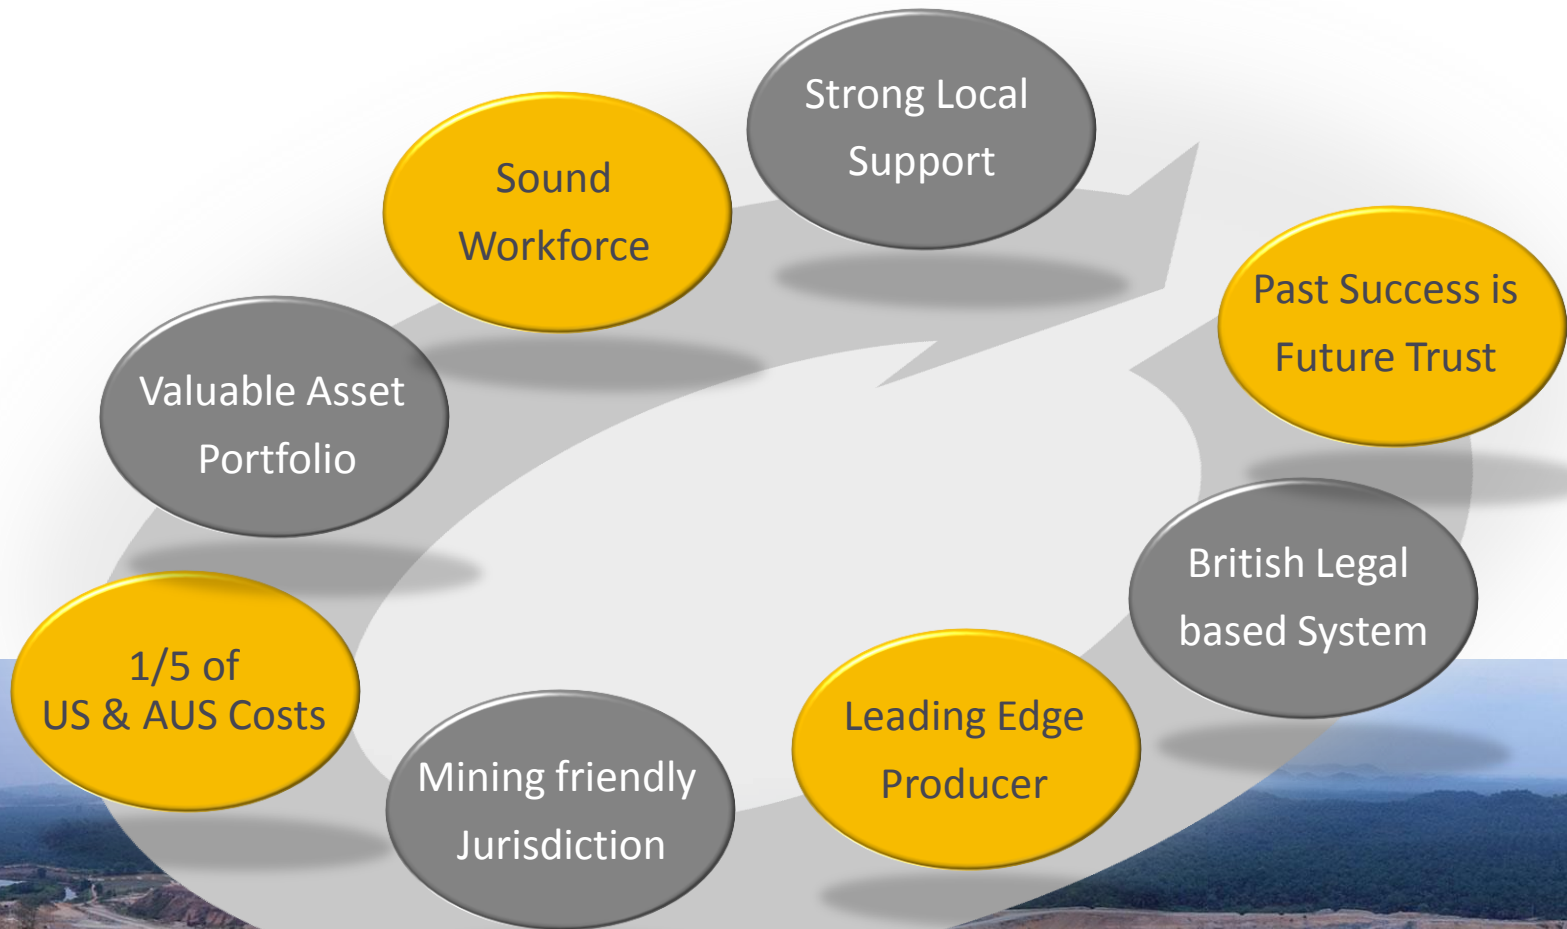 Strong Local
Support
Sound
Workforce
Past Success is
Future Trust
Valuable Asset
Portfolio
British Legal
based System
1/5 of
US & AUS Costs
Leading Edge
Producer
Mining friendly
Jurisdiction